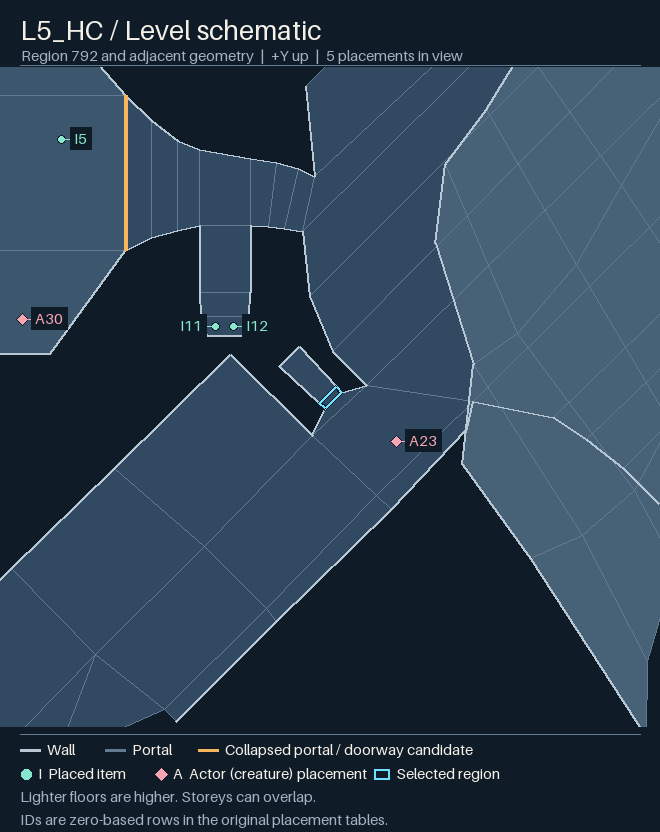 L5_HC / Level schematic
Region 792 and adjacent geometry | +Y up | 5 placements in view
I5
A30
I11
I12
A23
Wall
Portal
Collapsed portal / doorway candidate
I Placed item
A Actor (creature) placement
Selected region
Lighter floors are higher. Storeys can overlap.
IDs are zero-based rows in the original placement tables.